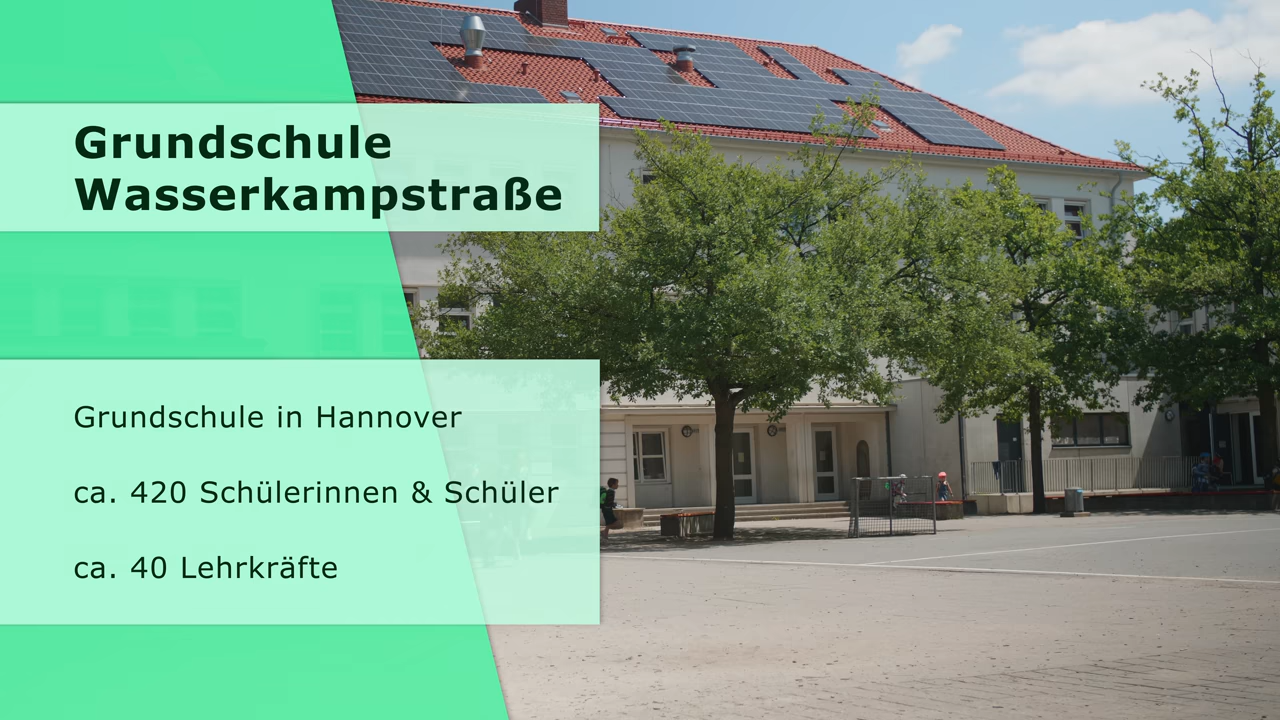 Grundschule
Wasserkampstraße
Grundschule in Hannover
ca. 420 Schülerinnen & Schüler
ca. 40 Lehrkräfte